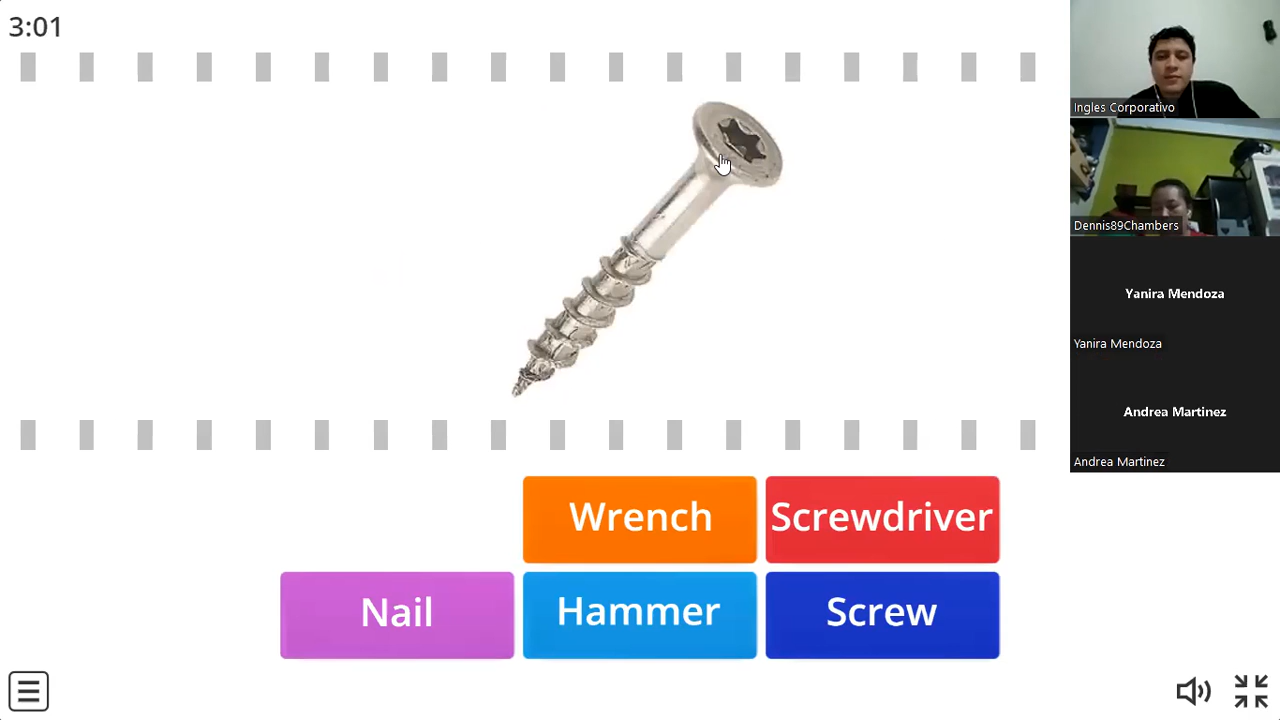 3:01
Ingles Corporativo
Dennis89Chambers
Yanira Mendoza
Yanira Mendoza
Andrea Martinez
Andrea Martinez
Wrench
Screwdriver
Nail
Hammer
Screw